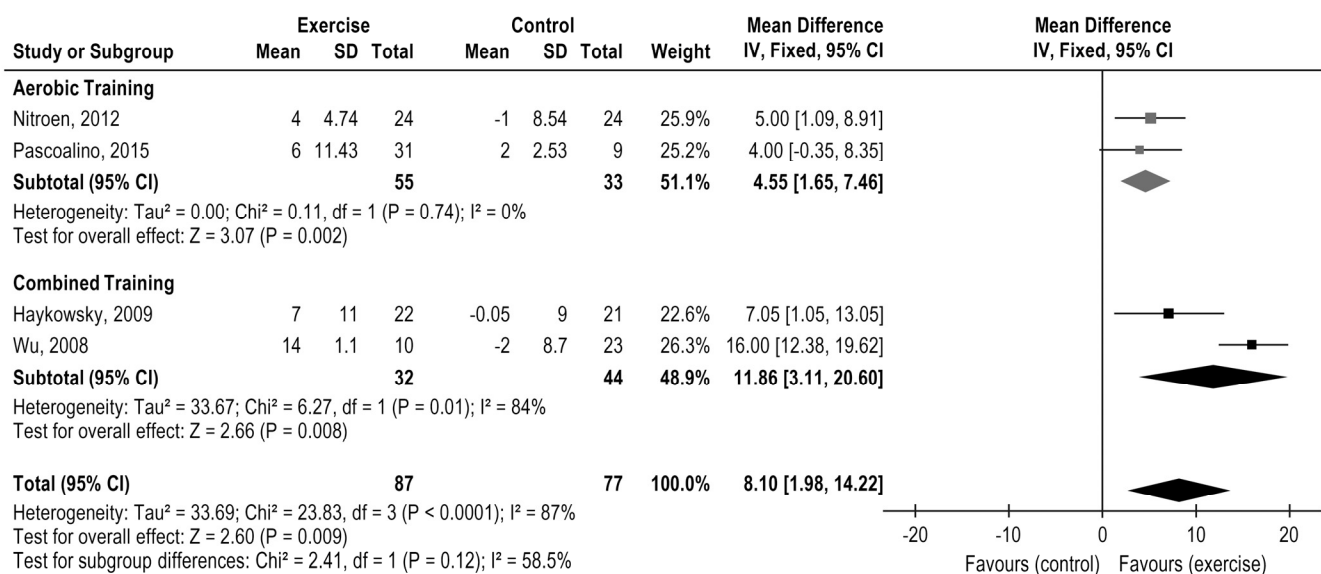 Exercise Control Mean Difference Mean Difference
Study or Subgroup Mean SD Total Mean SD Total Weight IV, Fixed, 95% CI IV, Fixed, 95% CI
Aerobic Training
Nitroen, 2012 4 4.74 24 -1 8.54 24 25.9% 5.00 [1.09, 8.91]
Pascoalino, 2015 6 11.43 31 2 2.53 9 25.2% 4.00 [-0.35, 8.35]
Subtotal (95% CI) 55 33 51.1% 4.55 [1.65, 7.46]
Heterogeneity: Tau² = 0.00; Chi² = 0.11, df = 1 (P = 0.74); I² = 0%
Test for overall effect: Z = 3.07 (P = 0.002)
Combined Training
Haykowsky, 2009 7 11 22 -0.05 9 21 22.6% 7.05 [1.05, 13.05]
Wu, 2008 14 1.1 10 -2 8.7 23 26.3% 16.00 [12.38, 19.62]
Subtotal (95% CI) 32 44 48.9% 11.86 [3.11, 20.60]
Heterogeneity: Tau² = 33.67; Chi² = 6.27, df = 1 (P = 0.01); I² = 84%
Test for overall effect: Z = 2.66 (P = 0.008)
Total (95% CI) 87 77 100.0% 8.10 [1.98, 14.22]
Heterogeneity: Tau² = 33.69; Chi² = 23.83, df = 3 (P < 0.0001); I² = 87%
Test for overall effect: Z = 2.60 (P = 0.009)
Test for subgroup differences: Chi² = 2.41, df = 1 (P = 0.12); I² = 58.5%
-20 -10 0 10 20
Favours (control) Favours (exercise)